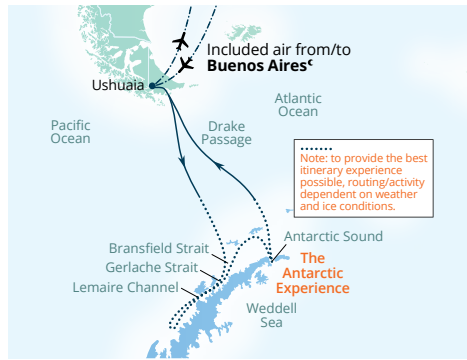 Included air from/to
Buenos Airesᶜ
Ushuaia
Atlantic
Ocean
Pacific
Ocean
Drake
Passage
Note: to provide the best
itinerary experience
possible, routing/activity
dependent on weather
and ice conditions.
Antarctic Sound
Bransfield Strait
Gerlache Strait
Lemaire Channel
The
Antarctic
Experience
Weddell
Sea